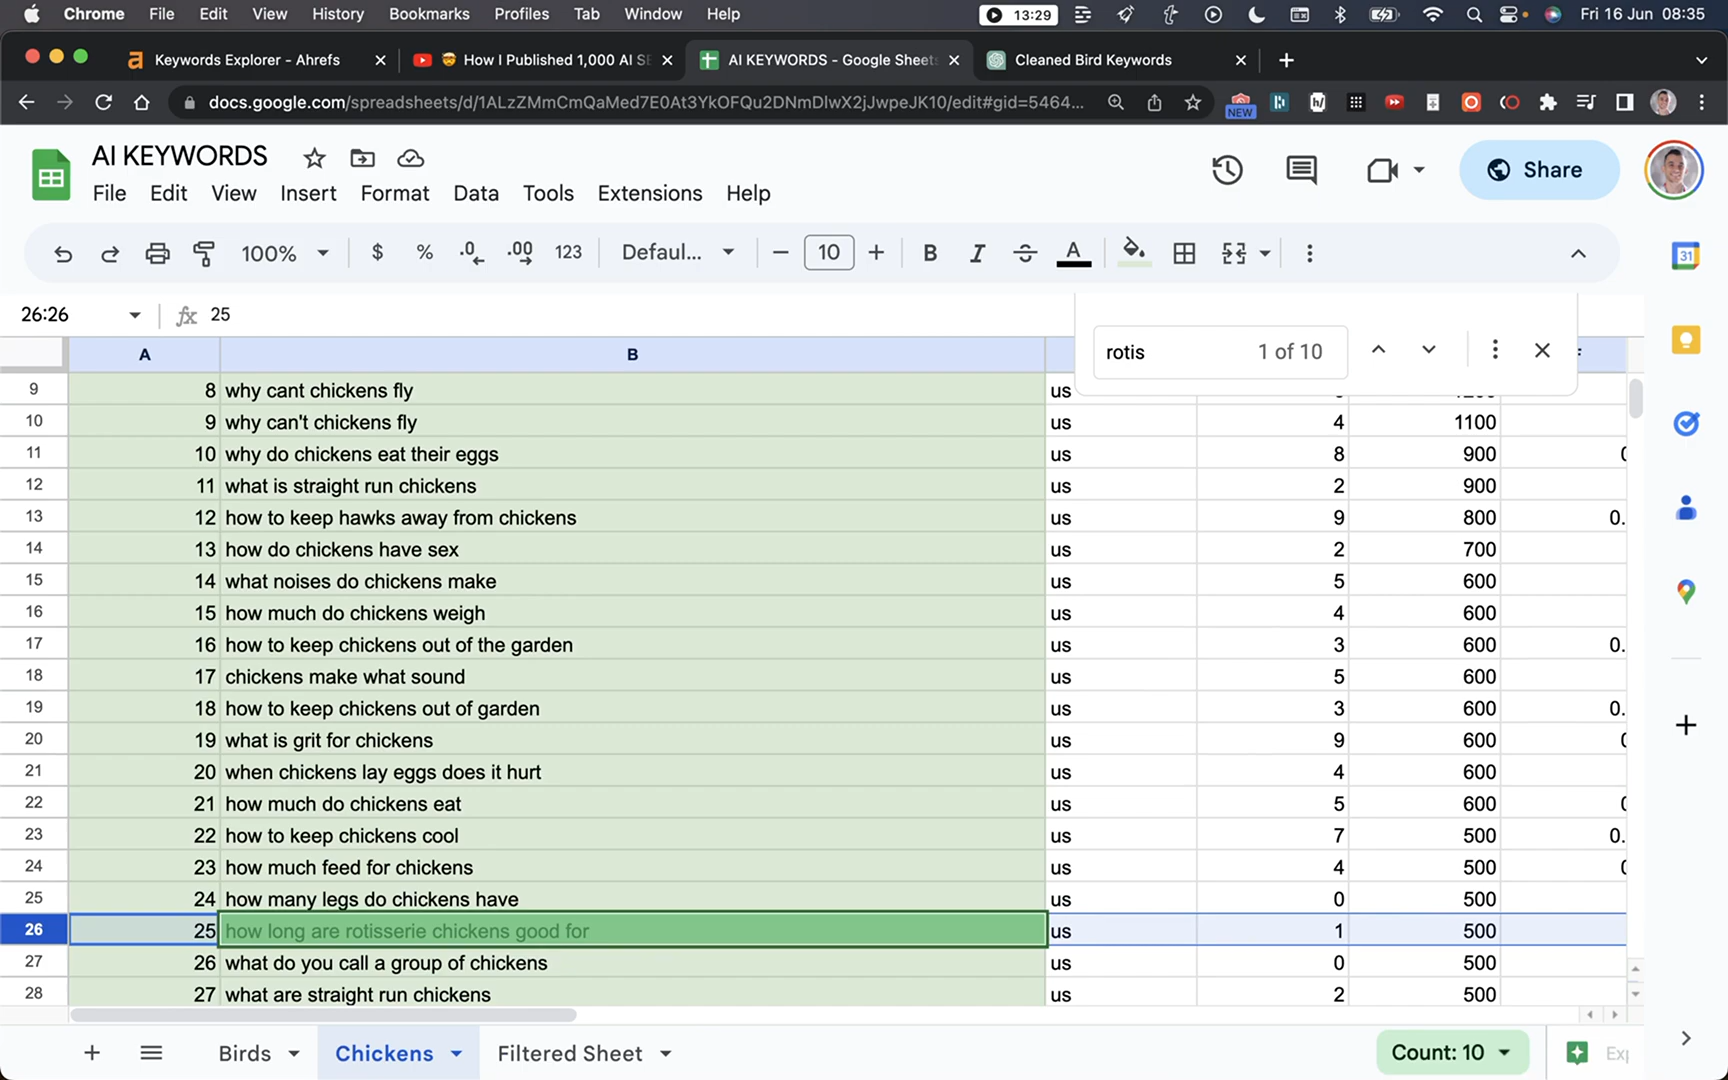 Chrome File Edit View History Bookmarks Profiles Tab Window Help 13:29 Fri 16 Jun 08:35
Keywords Explorer - Ahrefs How I Published 1,000 AI SE AI KEYWORDS - Google Sheets Cleaned Bird Keywords
docs.google.com/spreadsheets/d/1ALzZMmCmQaMed7E0At3YkOFQu2DNmDIwX2jJwpeJK10/edit#gid=5464... NEW
AI KEYWORDS
File Edit View Insert Format Data Tools Extensions Help
Share
100% $ % .0 .00 123 Defaul... 10 B I A
31
26:26 fx 25
rotis 1 of 10
A B
9 8 why cant chickens fly us
10 9 why can't chickens fly us 4 1100
11 10 why do chickens eat their eggs us 8 900
12 11 what is straight run chickens us 2 900
13 12 how to keep hawks away from chickens us 9 800 0.
14 13 how do chickens have sex us 2 700
15 14 what noises do chickens make us 5 600
16 15 how much do chickens weigh us 4 600
17 16 how to keep chickens out of the garden us 3 600 0.
18 17 chickens make what sound us 5 600
19 18 how to keep chickens out of garden us 3 600 0.
20 19 what is grit for chickens us 9 600
21 20 when chickens lay eggs does it hurt us 4 600
22 21 how much do chickens eat us 5 600
23 22 how to keep chickens cool us 7 500 0.
24 23 how much feed for chickens us 4 500
25 24 how many legs do chickens have us 0 500
26 25 how long are rotisserie chickens good for us 1 500
27 26 what do you call a group of chickens us 0 500
28 27 what are straight run chickens us 2 500
Birds Chickens Filtered Sheet Count: 10